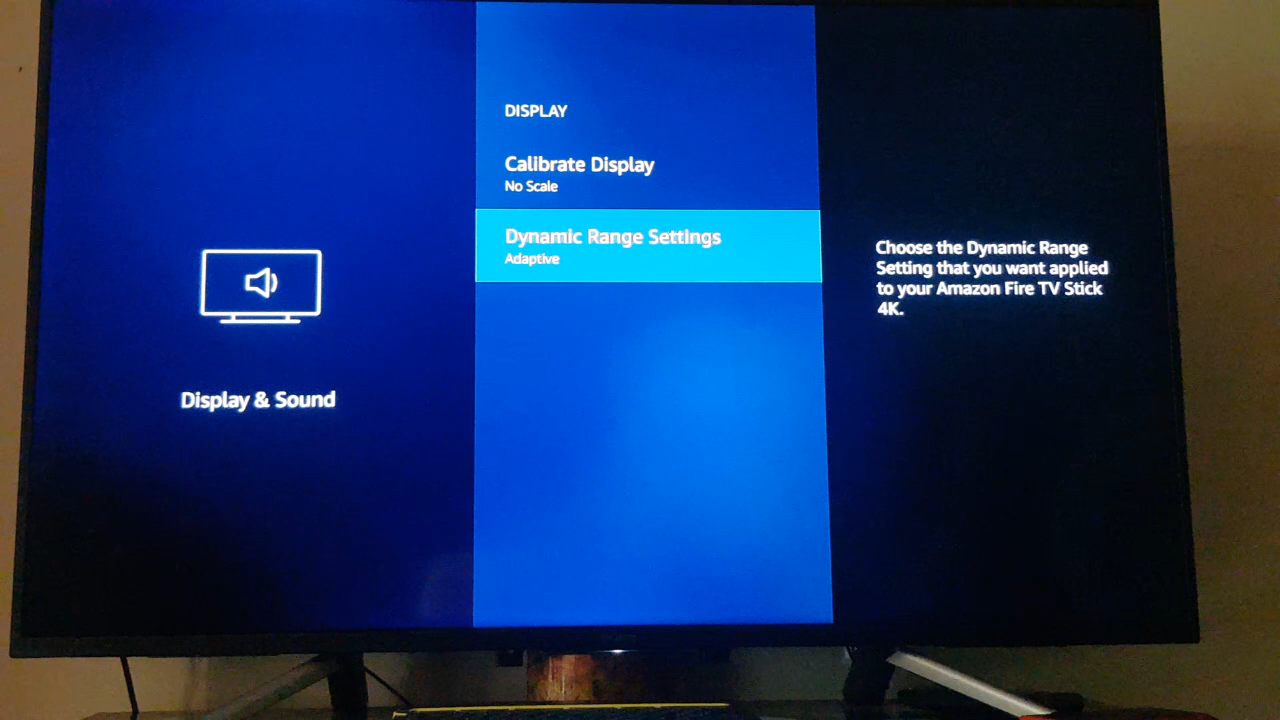 DISPLAY
Calibrate Display
No Scale
Dynamic Range Settings
Adaptive
Display & Sound
Choose the Dynamic Range
Setting that you want applied
to your Amazon Fire TV Stick
4K.